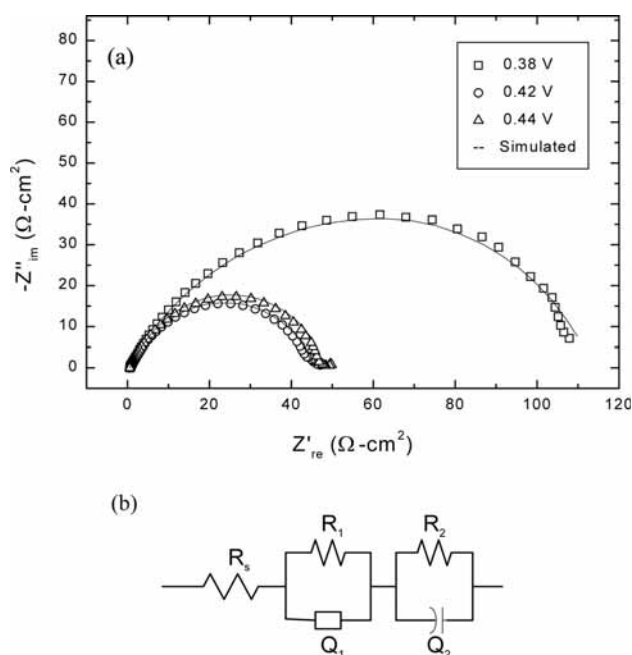 (a)
0.38 V
0.42 V
0.44 V
-- Simulated
80
70
60
50
40
30
20
10
0
-Z"im (Ω-cm²)
0 20 40 60 80 100 120
Z're (Ω-cm²)
(b)
R1 R2
Rs
Q1 Q2